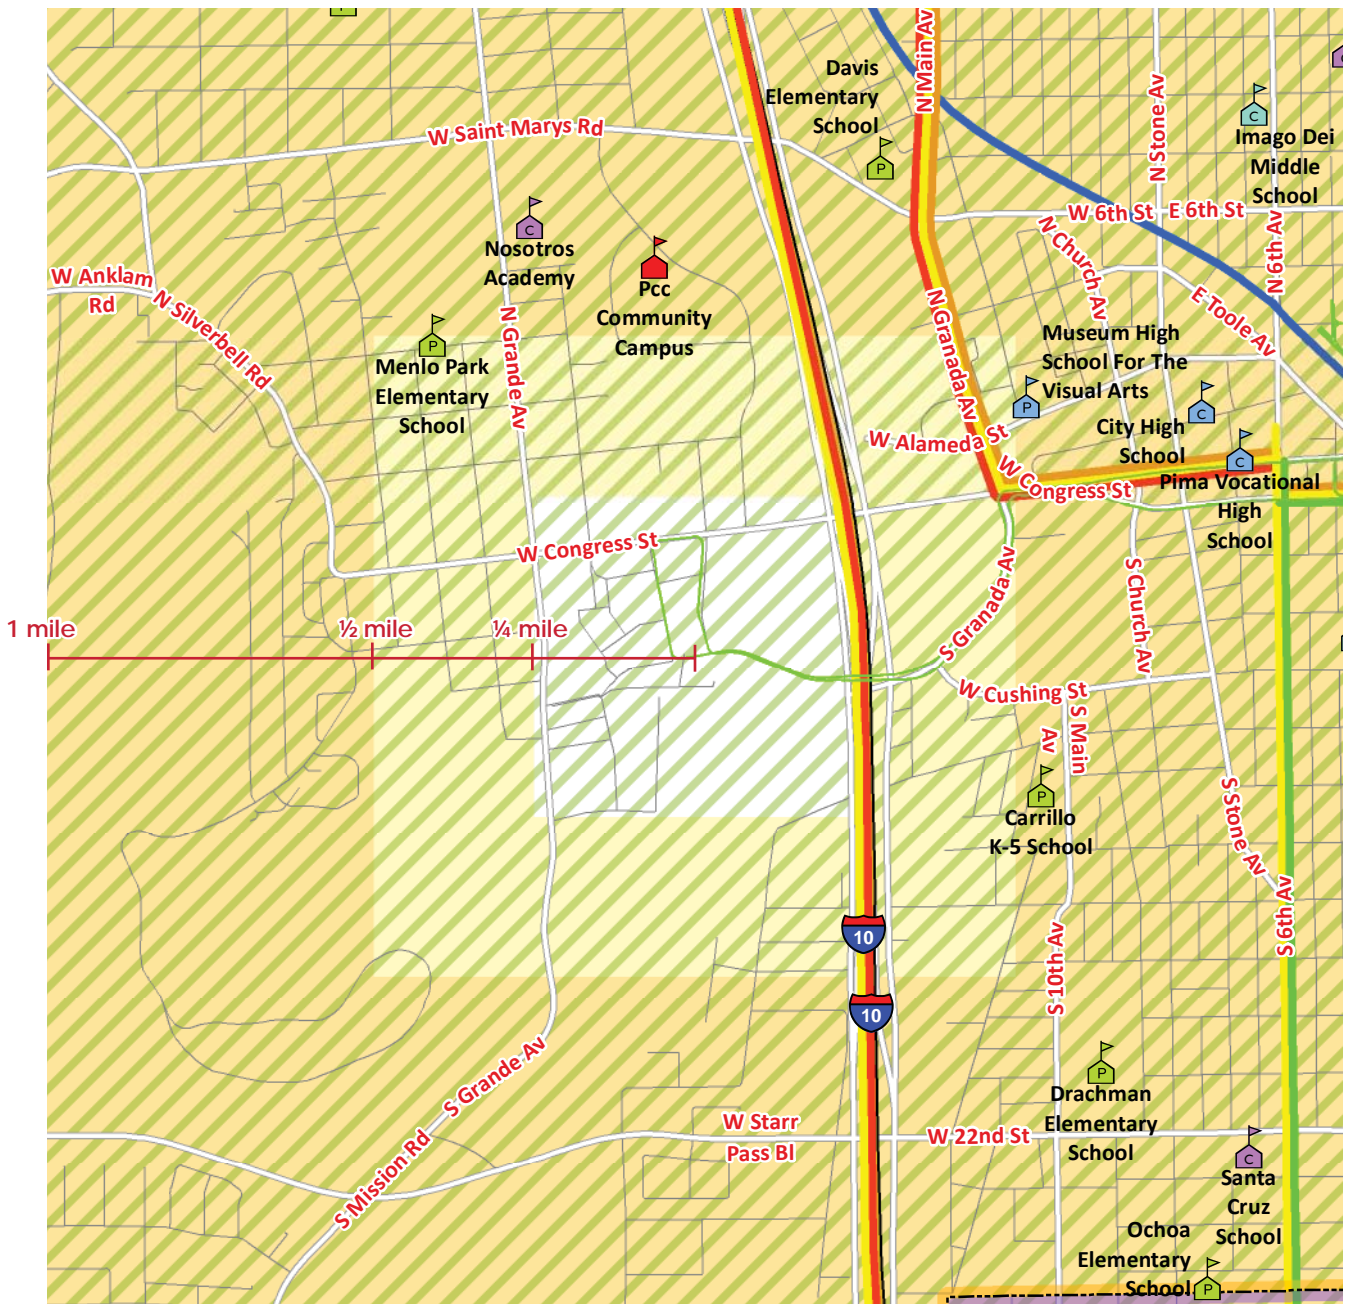 N Main Av
Davis
Elementary
School
P
N Stone Av
C
Imago Dei
Middle
School
W Saint Marys Rd
W 6th St
E 6th St
C
Nosotros
Academy
Pcc
Community
Campus
N Church Av
N 6th Av
W Anklam
Rd
N Silverbell Rd
N Grande Av
N Granada Av
E Toole Av
P
Menlo Park
Elementary
School
Museum High
School For The
Visual Arts
P
C
City High
School
W Alameda St
C
W Congress St
Pima Vocational
High
School
W Congress St
S Granada Av
S Church Av
1 mile
½ mile
¼ mile
W Cushing St
S Main
Av
P
Carrillo
K-5 School
S Stone Av
S 6th Av
10
S 10th Av
10
S Grande Av
P
Drachman
Elementary
School
W Starr
Pass Bl
W 22nd St
S Mission Rd
C
Santa
Cruz
School
Ochoa
Elementary
School
P